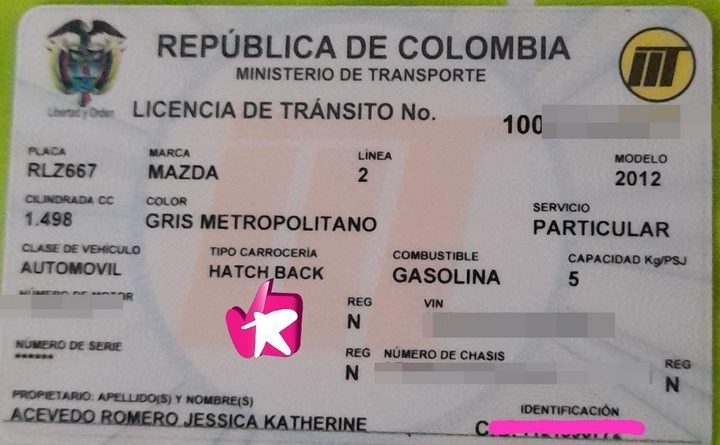 REPÚBLICA DE COLOMBIA
MINISTERIO DE TRANSPORTE
Libertad y Orden
LICENCIA DE TRÁNSITO No. 100
PLACA MARCA LÍNEA MODELO
RLZ667 MAZDA 2 2012
CILINDRADA CC COLOR SERVICIO
1.498 GRIS METROPOLITANO PARTICULAR
CLASE DE VEHÍCULO TIPO CARROCERÍA COMBUSTIBLE CAPACIDAD Kg/PSJ
AUTOMOVIL HATCH BACK GASOLINA 5
NÚMERO DE MOTOR REG VIN
N
NÚMERO DE SERIE REG NÚMERO DE CHASIS REG
****** N N
PROPIETARIO: APELLIDO(S) Y NOMBRE(S) IDENTIFICACIÓN
ACEVEDO ROMERO JESSICA KATHERINE